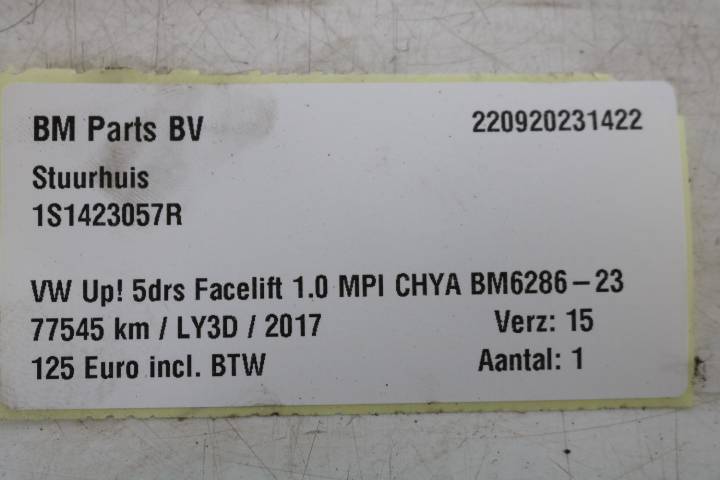 BM Parts BV 220920231422
Stuurhuis
1S1423057R
VW Up! 5drs Facelift 1.0 MPI CHYA BM6286-23
77545 km / LY3D / 2017 Verz: 15
125 Euro incl. BTW Aantal: 1